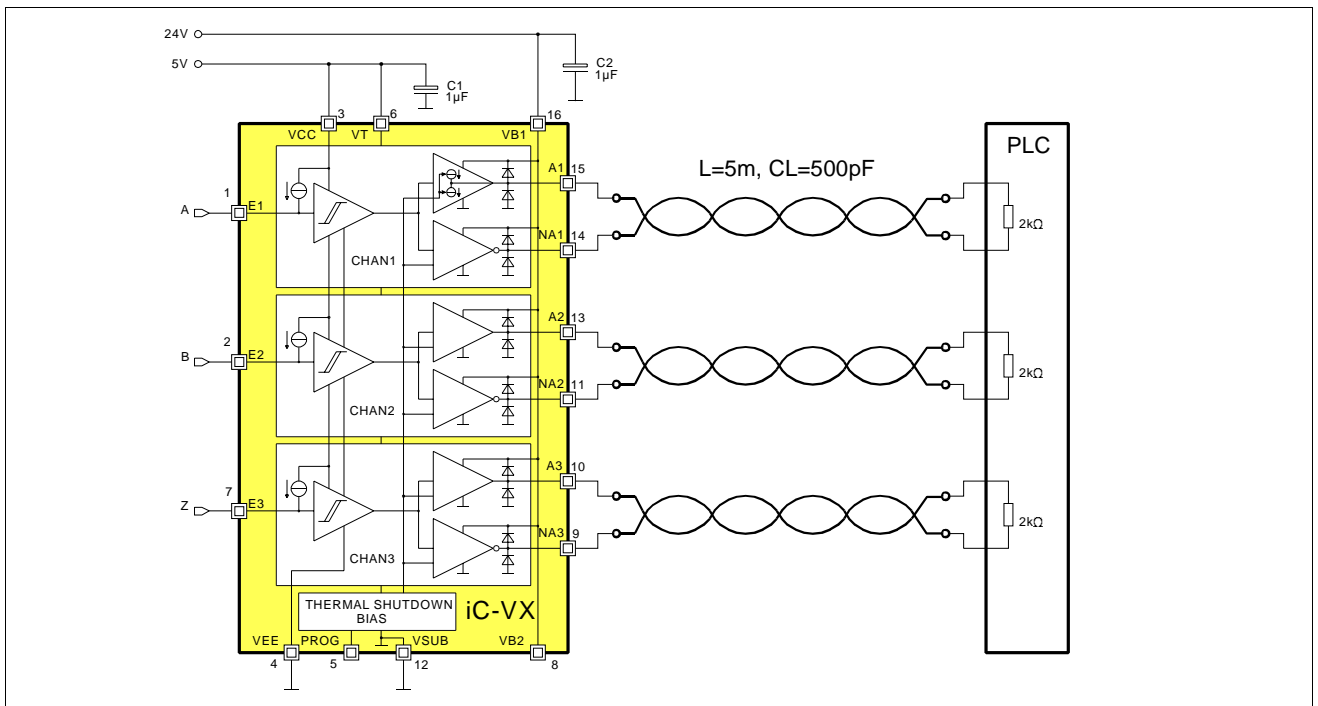 24V
5V
C2
1µF
C1
1µF
3
6
16
VCC
VT
VB1
PLC
L=5m, CL=500pF
A1
15
1
A
E1
2kΩ
NA1
14
CHAN1
A2
13
2
B
E2
2kΩ
NA2
11
CHAN2
A3
10
7
Z
E3
2kΩ
NA3
9
CHAN3
THERMAL SHUTDOWN
BIAS
iC-VX
VEE
PROG
VSUB
VB2
4
5
12
8